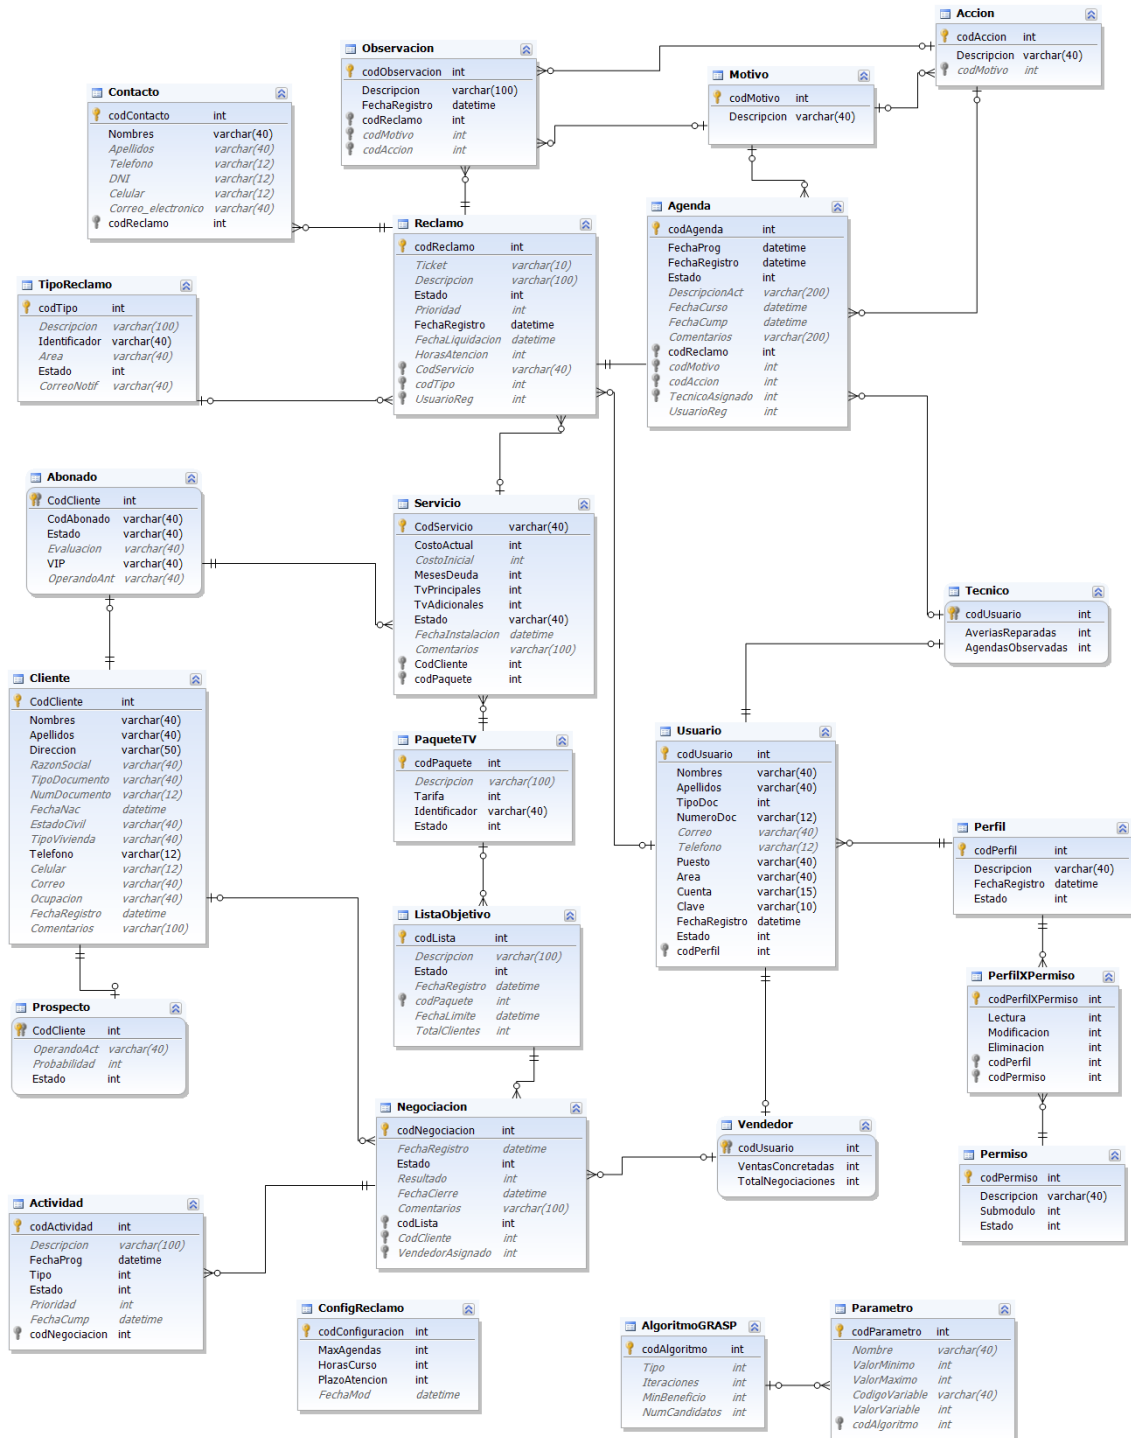 Accion
codAccion int
Descripcion varchar(40)
codMotivo int
Observacion
codObservacion int
Descripcion varchar(100)
FechaRegistro datetime
codReclamo int
codMotivo int
codAccion int
Motivo
codMotivo int
Descripcion varchar(40)
Contacto
codContacto int
Nombres varchar(40)
Apellidos varchar(40)
Telefono varchar(12)
DNI varchar(12)
Celular varchar(12)
Correo_electronico varchar(40)
codReclamo int
Reclamo
codReclamo int
Ticket varchar(10)
Descripcion varchar(100)
Estado int
Prioridad int
FechaRegistro datetime
FechaLiquidacion datetime
HorasAtencion int
CodServicio varchar(40)
codTipo int
UsuarioReg int
Agenda
codAgenda int
FechaProg datetime
FechaRegistro datetime
Estado int
DescripcionAct varchar(200)
FechaCurso datetime
FechaCump datetime
Comentarios varchar(200)
codReclamo int
codMotivo int
codAccion int
TecnicoAsignado int
UsuarioReg int
TipoReclamo
codTipo int
Descripcion varchar(100)
Identificador varchar(40)
Area varchar(40)
Estado int
CorreoNotif varchar(40)
Abonado
CodCliente int
CodAbonado varchar(40)
Estado varchar(40)
Evaluacion varchar(40)
VIP varchar(40)
OperandoAnt varchar(40)
Servicio
CodServicio varchar(40)
CostoActual int
CostoInicial int
MesesDeuda int
TvPrincipales int
TvAdicionales int
Estado varchar(40)
FechaInstalacion datetime
Comentarios varchar(100)
CodCliente int
codPaquete int
Tecnico
codUsuario int
AveriasReparadas int
AgendasObservadas int
Cliente
CodCliente int
Nombres varchar(40)
Apellidos varchar(40)
Direccion varchar(50)
RazonSocial varchar(40)
TipoDocumento varchar(40)
NumDocumento varchar(12)
FechaNac datetime
EstadoCivil varchar(40)
TipoVivienda varchar(40)
Telefono varchar(12)
Celular varchar(12)
Correo varchar(40)
Ocupacion varchar(40)
FechaRegistro datetime
Comentarios varchar(100)
PaqueteTV
codPaquete int
Descripcion varchar(100)
Tarifa int
Identificador varchar(40)
Estado int
Usuario
codUsuario int
Nombres varchar(40)
Apellidos varchar(40)
TipoDoc int
NumeroDoc varchar(12)
Correo varchar(40)
Telefono varchar(12)
Puesto varchar(40)
Area varchar(40)
Cuenta varchar(15)
Clave varchar(10)
FechaRegistro datetime
Estado int
codPerfil int
Perfil
codPerfil int
Descripcion varchar(40)
FechaRegistro datetime
Estado int
ListaObjetivo
codLista int
Descripcion varchar(100)
Estado int
FechaRegistro datetime
codPaquete int
FechaLimite datetime
TotalClientes int
PerfilXPermiso
codPerfilXPermiso int
Lectura int
Modificacion int
Eliminacion int
codPerfil int
codPermiso int
Prospecto
CodCliente int
OperandoAct varchar(40)
Probabilidad int
Estado int
Negociacion
codNegociacion int
FechaRegistro datetime
Estado int
Resultado int
FechaCierre datetime
Comentarios varchar(100)
codLista int
CodCliente int
VendedorAsignado int
Vendedor
codUsuario int
VentasConcretadas int
TotalNegociaciones int
Permiso
codPermiso int
Descripcion varchar(40)
Submodulo int
Estado int
Actividad
codActividad int
Descripcion varchar(100)
FechaProg datetime
Tipo int
Estado int
Prioridad int
FechaCump datetime
codNegociacion int
ConfigReclamo
codConfiguracion int
MaxAgendas int
HorasCurso int
PlazoAtencion int
FechaMod datetime
AlgoritmoGRASP
codAlgoritmo int
Tipo int
Iteraciones int
MinBeneficio int
NumCandidatos int
Parametro
codParametro int
Nombre varchar(40)
ValorMinimo int
ValorMaximo int
CodigoVariable varchar(40)
ValorVariable int
codAlgoritmo int